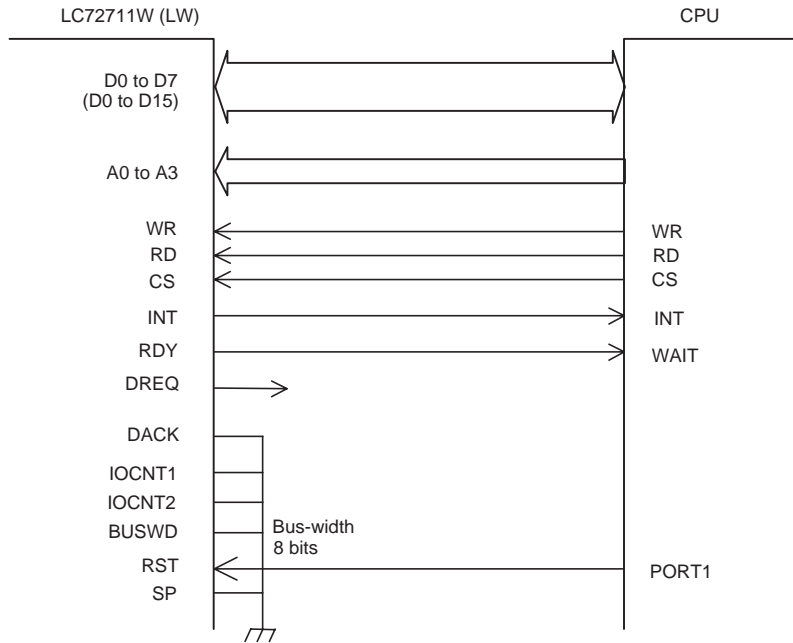 LC72711W (LW)
CPU
D0 to D7
(D0 to D15)
A0 to A3
WR
WR
RD
RD
CS
CS
INT
INT
RDY
WAIT
DREQ
DACK
IOCNT1
IOCNT2
BUSWD
Bus-width
8 bits
RST
PORT1
SP